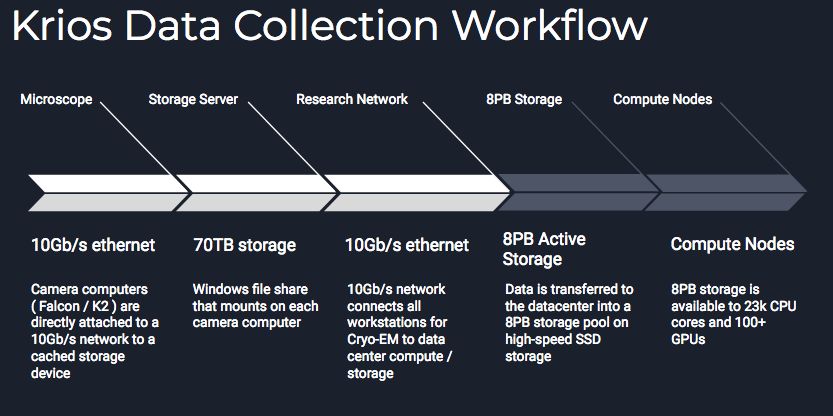 Krios Data Collection Workflow
Microscope
Storage Server
Research Network
8PB Storage
Compute Nodes
10Gb/s ethernet
Camera computers
( Falcon / K2 ) are
directly attached to a
10Gb/s network to a
cached storage
device
70TB storage
Windows file share
that mounts on each
camera computer
10Gb/s ethernet
10Gb/s network
connects all
workstations for
Cryo-EM to data
center compute /
storage
8PB Active
Storage
Data is transferred to
the datacenter into a
8PB storage pool on
high-speed SSD
storage
Compute Nodes
8PB storage is
available to 23k CPU
cores and 100+
GPUs